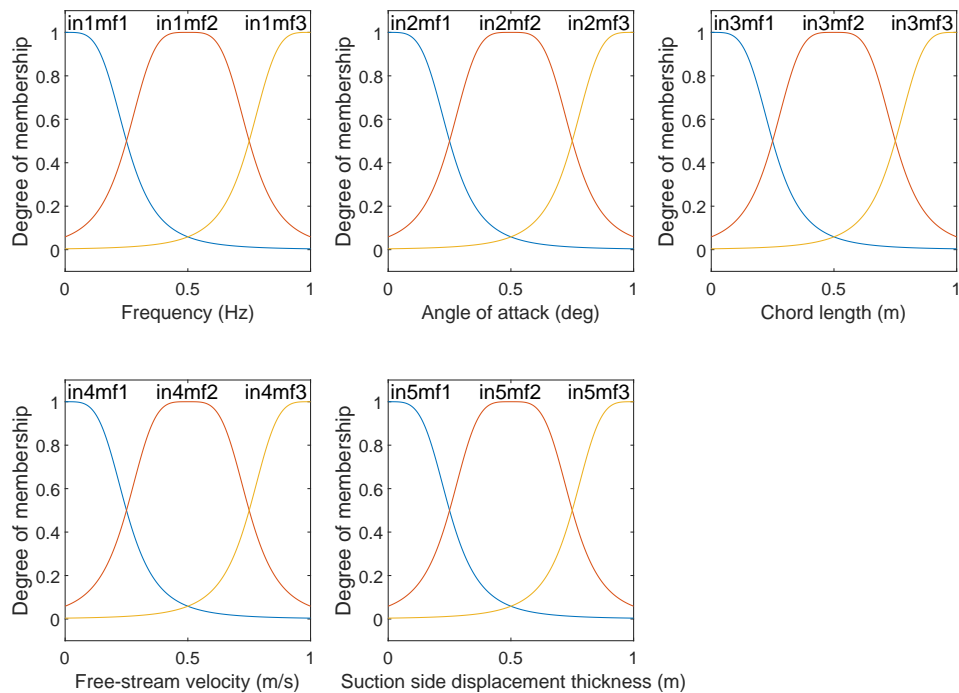 in1mf1 in1mf2 in1mf3
1
0.8
0.6
0.4
0.2
0
Degree of membership
0 0.5 1
Frequency (Hz)
in2mf1 in2mf2 in2mf3
1
0.8
0.6
0.4
0.2
0
Degree of membership
0 0.5 1
Angle of attack (deg)
in3mf1 in3mf2 in3mf3
1
0.8
0.6
0.4
0.2
0
Degree of membership
0 0.5 1
Chord length (m)
in4mf1 in4mf2 in4mf3
1
0.8
0.6
0.4
0.2
0
Degree of membership
0 0.5 1
Free-stream velocity (m/s)
in5mf1 in5mf2 in5mf3
1
0.8
0.6
0.4
0.2
0
Degree of membership
0 0.5 1
Suction side displacement thickness (m)